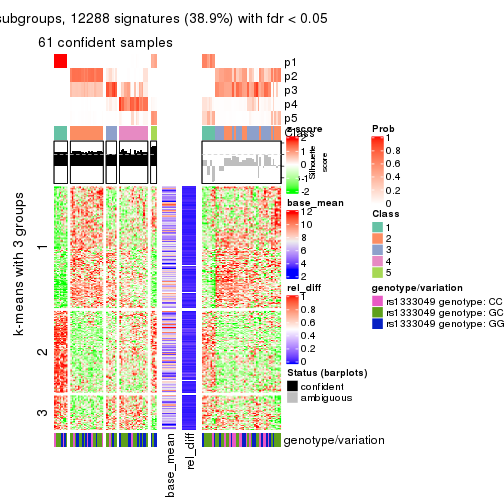 subgroups, 12288 signatures (38.9%) with fdr < 0.05
61 confident samples
p1
p2
p3
p4
p5
Class
z-score
2
1
0
-1
-2
Silhouette
score
base_mean
12
10
8
6
4
2
rel_diff
1
0.8
0.6
0.4
0.2
0
Status (barplots)
confident
ambiguous
Prob
1
0.8
0.6
0.4
0.2
0
Class
1
2
3
4
5
genotype/variation
rs1333049 genotype: CC
rs1333049 genotype: GC
rs1333049 genotype: GG
k-means with 3 groups
1
2
3
genotype/variation
base_mean
rel_diff